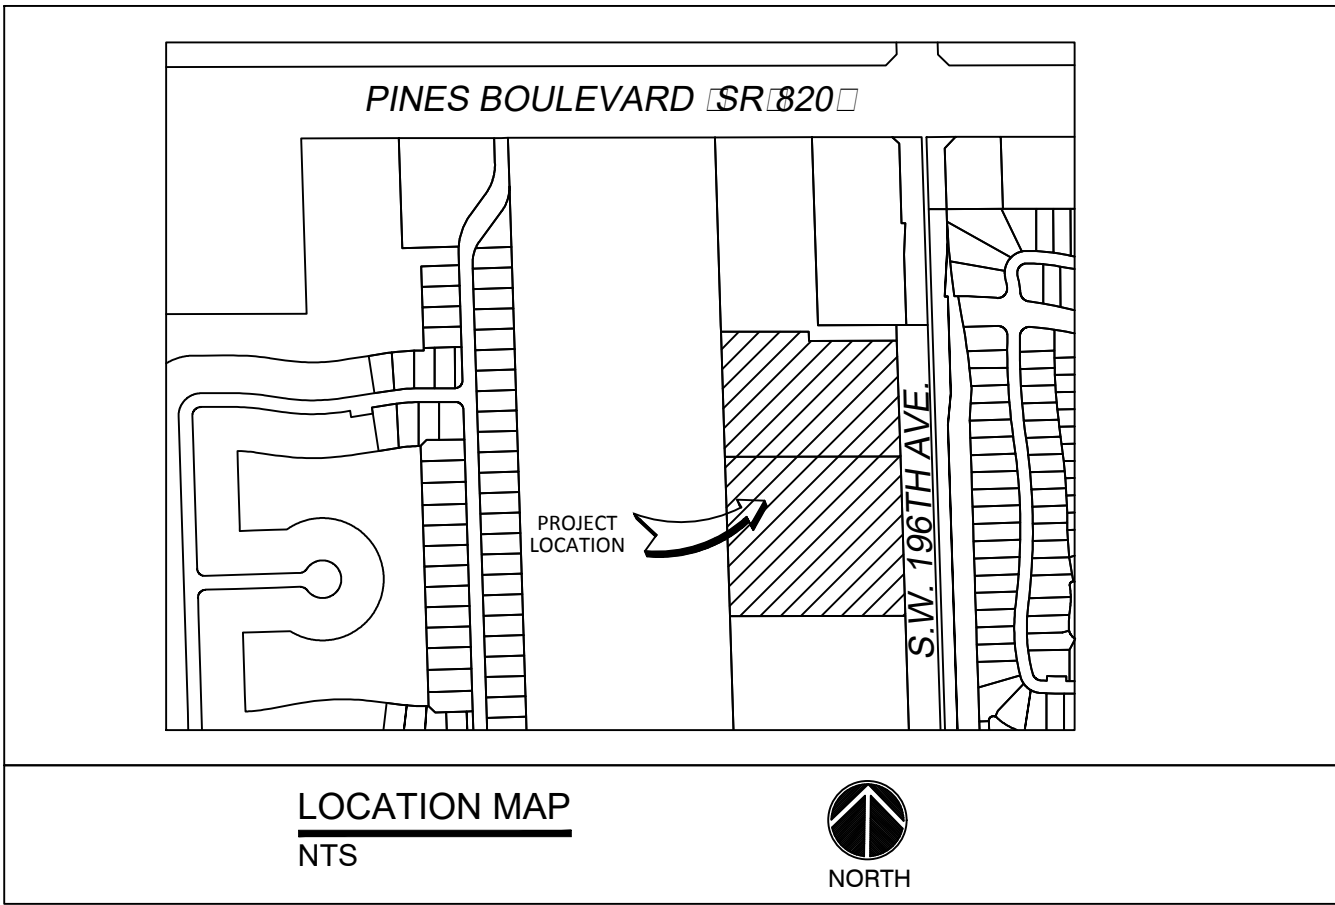 PINES BOULEVARD □SR□820□
S.W. 196TH AVE.
PROJECT
LOCATION
LOCATION MAP
NTS
NORTH